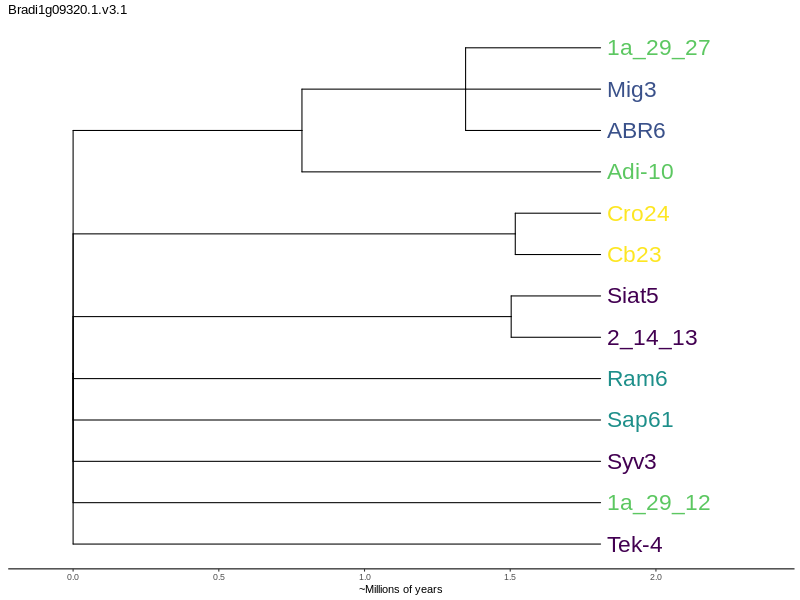 Bradi1g09320.1.v3.1
1a_29_27
Mig3
ABR6
Adi-10
Cro24
Cb23
Siat5
2_14_13
Ram6
Sap61
Syv3
1a_29_12
Tek-4
0.0 0.5 1.0 1.5 2.0
~Millions of years